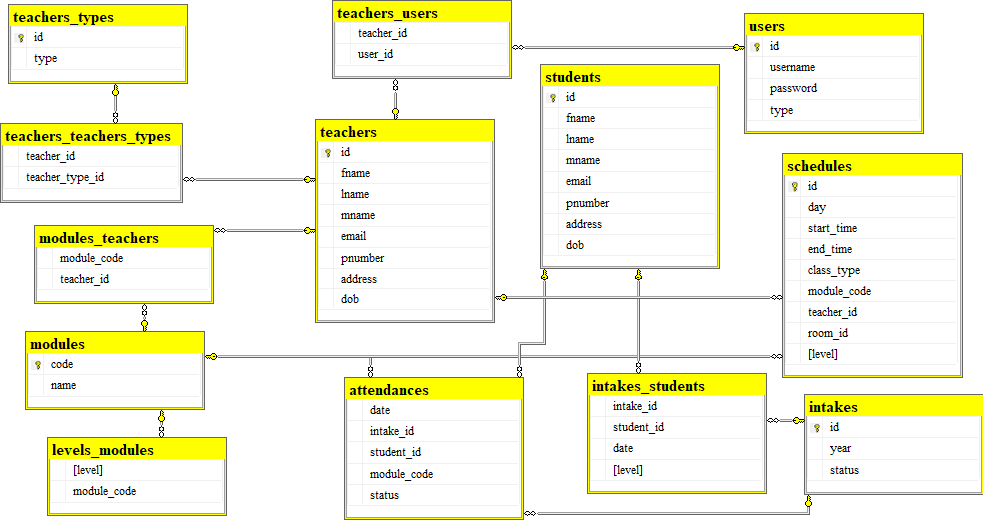 teachers_types
id
type
teachers_users
teacher_id
user_id
users
id
username
password
type
students
id
fname
lname
mname
email
pnumber
address
dob
teachers_teachers_types
teacher_id
teacher_type_id
teachers
id
fname
lname
mname
email
pnumber
address
dob
schedules
id
day
start_time
end_time
class_type
module_code
teacher_id
room_id
[level]
modules_teachers
module_code
teacher_id
modules
code
name
attendances
date
intake_id
student_id
module_code
status
intakes_students
intake_id
student_id
date
[level]
intakes
id
year
status
levels_modules
[level]
module_code